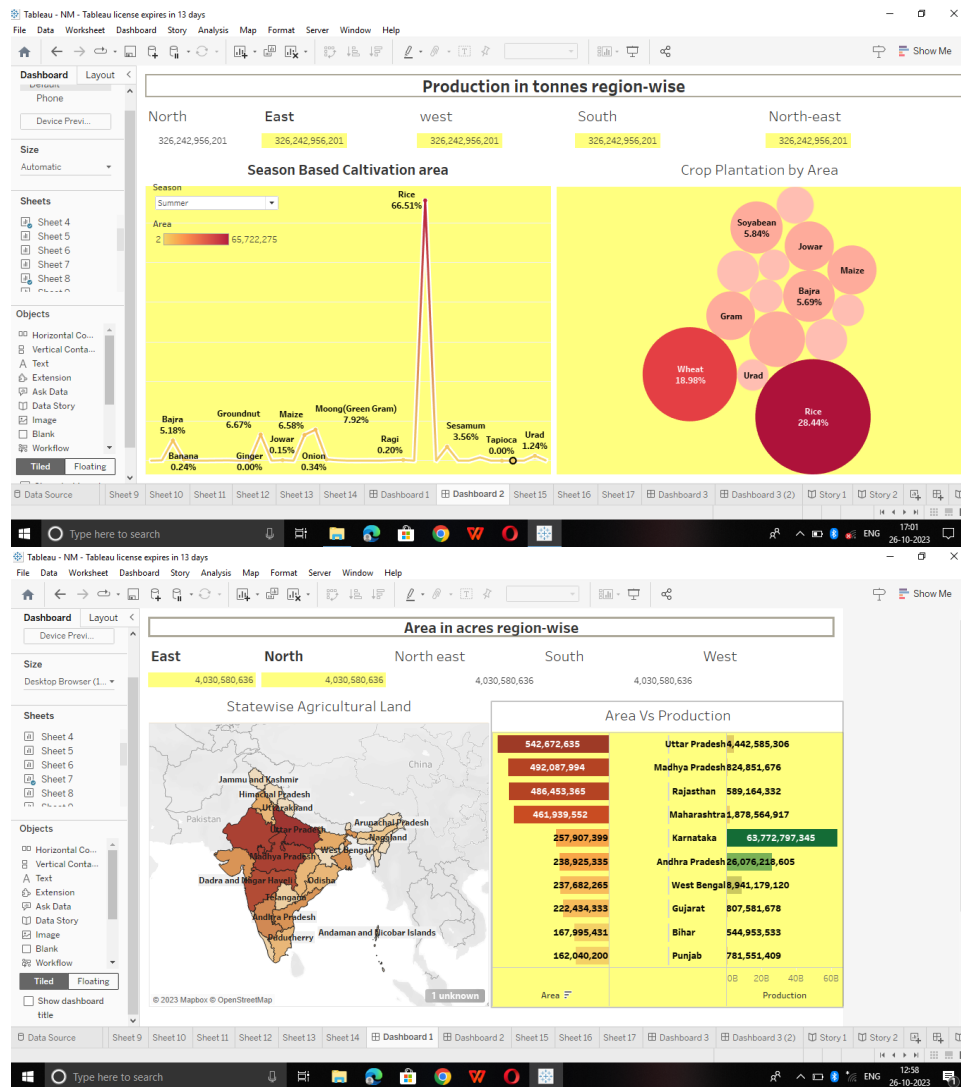 Tableau - NM - Tableau license expires in 13 days
File Data Worksheet Dashboard Story Analysis Map Format Server Window Help
Show Me
Dashboard Layout
Default
Phone
Device Previ...
Size
Automatic
Sheets
Sheet 4
Sheet 5
Sheet 6
Sheet 7
Sheet 8
Objects
Horizontal Co...
Vertical Conta...
Text
Extension
Ask Data
Data Story
Image
Blank
Workflow
Tiled Floating
Production in tonnes region-wise
North East west South North-east
326,242,956,201 326,242,956,201 326,242,956,201 326,242,956,201 326,242,956,201
Season Based Caltivation area
Season
Summer
Area
2 65,722,275
Rice
66.51%
Bajra
5.18%
Banana
0.24%
Groundnut
6.67%
Ginger
0.00%
Jowar
0.15%
Maize
6.58%
Onion
0.34%
Moong(Green Gram)
7.92%
Ragi
0.20%
Sesamum
3.56%
Tapioca
0.00%
Urad
1.24%
Crop Plantation by Area
Soyabean
5.84%
Jowar
Maize
Bajra
5.69%
Gram
Wheat
18.98%
Urad
Rice
28.44%
Data Source Sheet 9 Sheet 10 Sheet 11 Sheet 12 Sheet 13 Sheet 14 Dashboard 1 Dashboard 2 Sheet 15 Sheet 16 Sheet 17 Dashboard 3 Dashboard 3 (2) Story 1 Story 2
Type here to search
ENG
17:01
26-10-2023
Tableau - NM - Tableau license expires in 13 days
File Data Worksheet Dashboard Story Analysis Map Format Server Window Help
Show Me
Dashboard Layout
Device Previ...
Size
Desktop Browser (1...
Sheets
Sheet 4
Sheet 5
Sheet 6
Sheet 7
Sheet 8
Objects
Horizontal Co...
Vertical Conta...
Text
Extension
Ask Data
Data Story
Image
Blank
Workflow
Tiled Floating
Show dashboard
title
Area in acres region-wise
East North North east South West
4,030,580,636 4,030,580,636 4,030,580,636 4,030,580,636
Statewise Agricultural Land
China
Pakistan
Jammu and Kashmir
Himachal Pradesh
Uttarakhand
Uttar Pradesh
Arunachal Pradesh
Nagaland
West Bengal
Madhya Pradesh
Dadra and Nagar Haveli
Odisha
Telangana
Andhra Pradesh
Puducherry
Andaman and Nicobar Islands
© 2023 Mapbox © OpenStreetMap
1 unknown
Area Vs Production
542,672,635 Uttar Pradesh 4,442,585,306
492,087,994 Madhya Pradesh 824,851,676
486,453,365 Rajasthan 589,164,332
461,939,552 Maharashtra 1,878,564,917
257,907,399 Karnataka 63,772,797,345
238,925,335 Andhra Pradesh 26,076,218,605
237,682,265 West Bengal 8,941,179,120
222,434,333 Gujarat 807,581,678
167,995,431 Bihar 544,953,533
162,040,200 Punjab 781,551,409
0B 20B 40B 60B
Area Production
Data Source Sheet 9 Sheet 10 Sheet 11 Sheet 12 Sheet 13 Sheet 14 Dashboard 1 Dashboard 2 Sheet 15 Sheet 16 Sheet 17 Dashboard 3 Dashboard 3 (2) Story 1 Story 2
Type here to search
ENG
12:58
26-10-2023